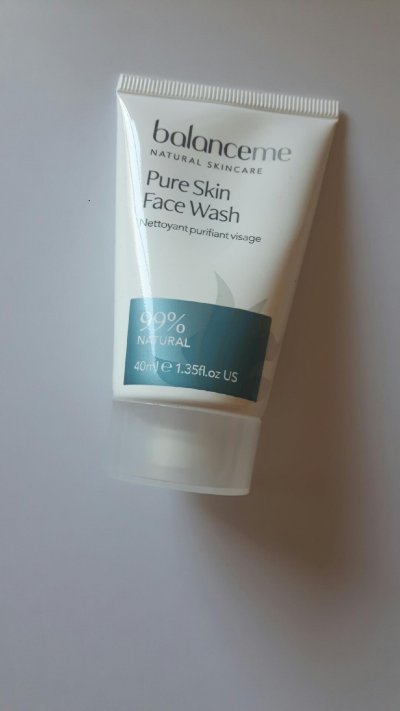 balanceme
NATURAL SKINCARE
Pure Skin
Face Wash
Nettoyant purifiant visage
99%
NATURAL
40ml ℮ 1.35fl.oz US